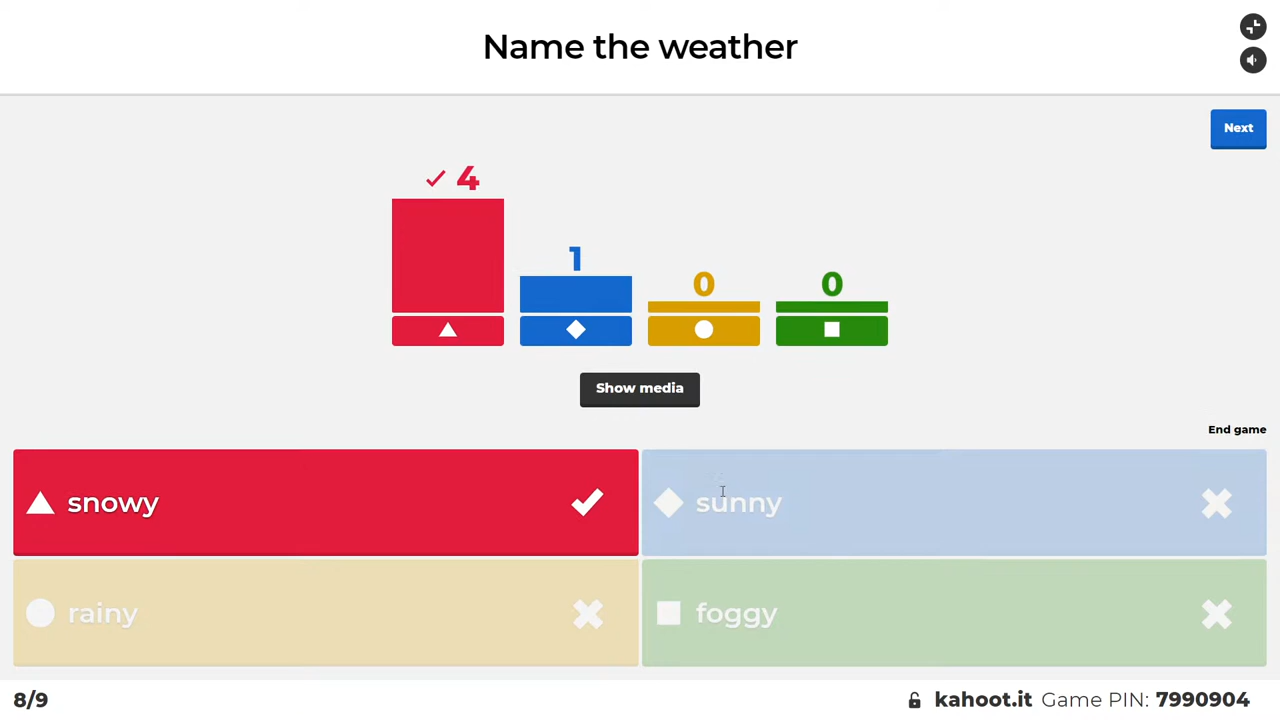 Name the weather
Next
4
1
0
0
Show media
End game
snowy
sunny
rainy
foggy
8/9
kahoot.it Game PIN: 7990904